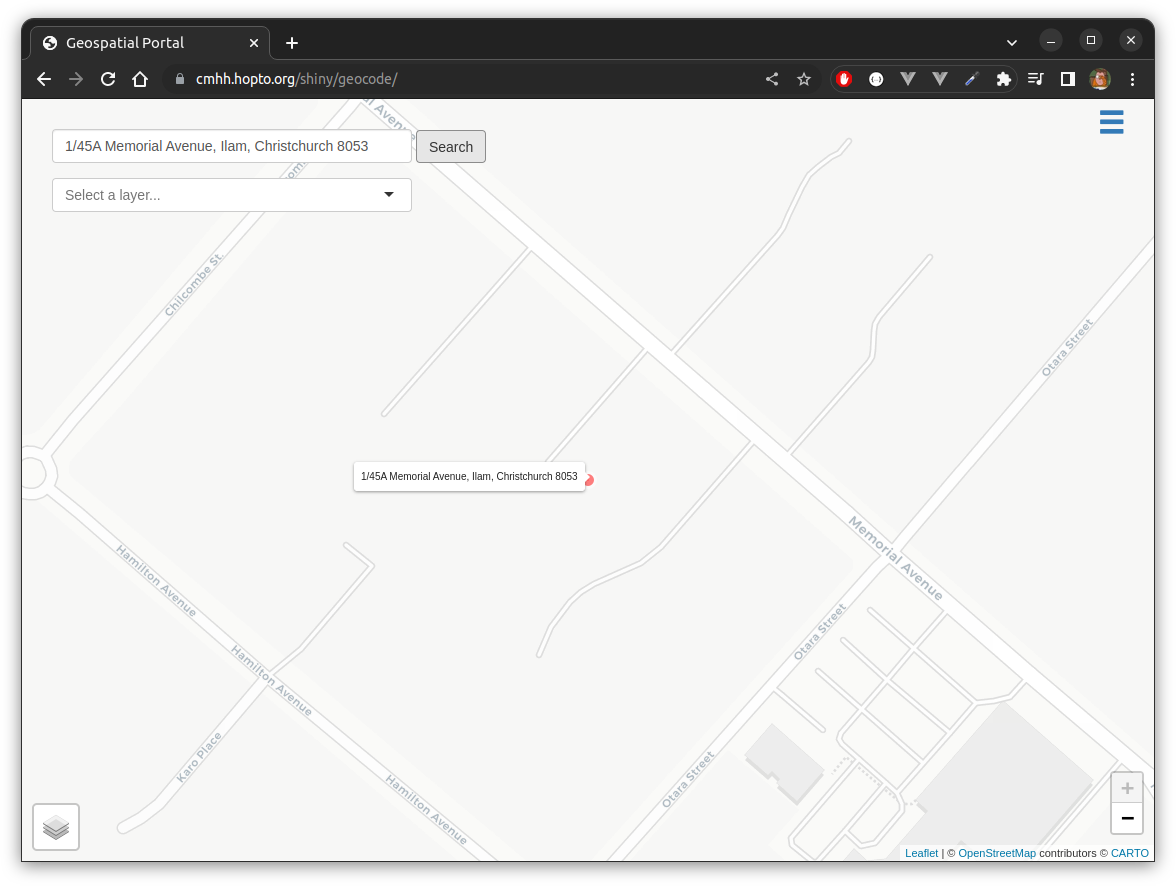 Geospatial Portal
cmhh.hopto.org/shiny/geocode/
1/45A Memorial Avenue, Ilam, Christchurch 8053
Search
Select a layer...
Chilcombe St
Otara Street
1/45A Memorial Avenue, Ilam, Christchurch 8053
Memorial Avenue
Hamilton Avenue
Otara Street
Hamilton Avenue
Karo Place
Otara Street
Hamilton Avenue
+
−
Leaflet | © OpenStreetMap contributors © CARTO